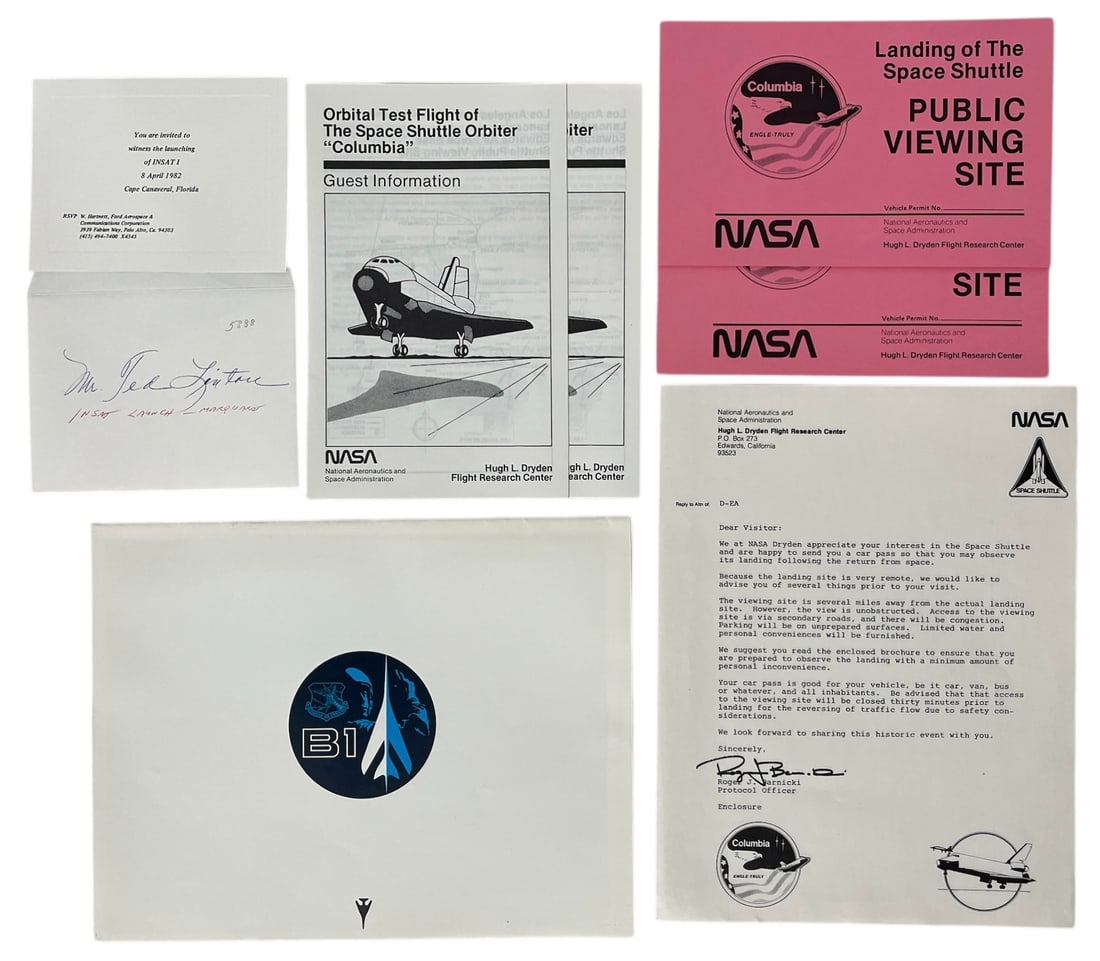 You are invited to
witness the launching
of INSAT I
8 April 1982
Cape Canaveral, Florida
RSVP W. Hartnett, Ford Aerospace &
Communications Corporation
3939 Fabian Way, Palo Alto, Ca. 94303
(415) 494-7400 X4545
5888
Mr. Ted Linton
INSAT LAUNCH - MARQUARD
Orbital Test Flight of
The Space Shuttle Orbiter
"Columbia"
Guest Information
NASA
National Aeronautics and
Space Administration
Hugh L. Dryden
Flight Research Center
biter
gh L. Dryden
earch Center
Columbia
ENGLE-TRULY
Landing of The
Space Shuttle
PUBLIC
VIEWING
SITE
Vehicle Permit No.
NASA
National Aeronautics and
Space Administration
Hugh L. Dryden Flight Research Center
SITE
Vehicle Permit No.
NASA
National Aeronautics and
Space Administration
Hugh L. Dryden Flight Research Center
B1
National Aeronautics and
Space Administration
Hugh L. Dryden Flight Research Center
P.O. Box 273
Edwards, California
93523
NASA
SPACE SHUTTLE
Reply to Attn of: D-EA
Dear Visitor:
We at NASA Dryden appreciate your interest in the Space Shuttle
and are happy to send you a car pass so that you may observe
its landing following the return from space.
Because the landing site is very remote, we would like to
advise you of several things prior to your visit.
The viewing site is several miles away from the actual landing
site. However, the view is unobstructed. Access to the viewing
site is via secondary roads, and there will be congestion.
Parking will be on unprepared surfaces. Limited water and
personal conveniences will be furnished.
We suggest you read the enclosed brochure to ensure that you
are prepared to observe the landing with a minimum amount of
personal inconvenience.
Your car pass is good for your vehicle, be it car, van, bus
or whatever, and all inhabitants. Be advised that that access
to the viewing site will be closed thirty minutes prior to
landing for the reversing of traffic flow due to safety con-
siderations.
We look forward to sharing this historic event with you.
Sincerely,
Roger J. Barnicki
Protocol Officer
Enclosure
Columbia
ENGLE-TRULY